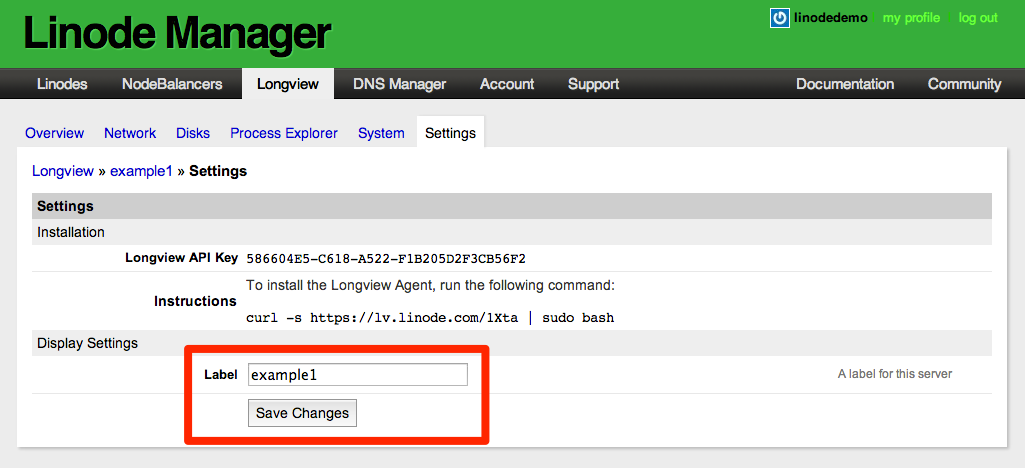 Linode Manager
linodedemo my profile log out
Linodes NodeBalancers Longview DNS Manager Account Support Documentation Community
Overview Network Disks Process Explorer System Settings
Longview » example1 » Settings
Settings
Installation
Longview API Key 586604E5-C618-A522-F1B205D2F3CB56F2
To install the Longview Agent, run the following command:
Instructions
curl -s https://lv.linode.com/1Xta | sudo bash
Display Settings
Label example1 A label for this server
Save Changes